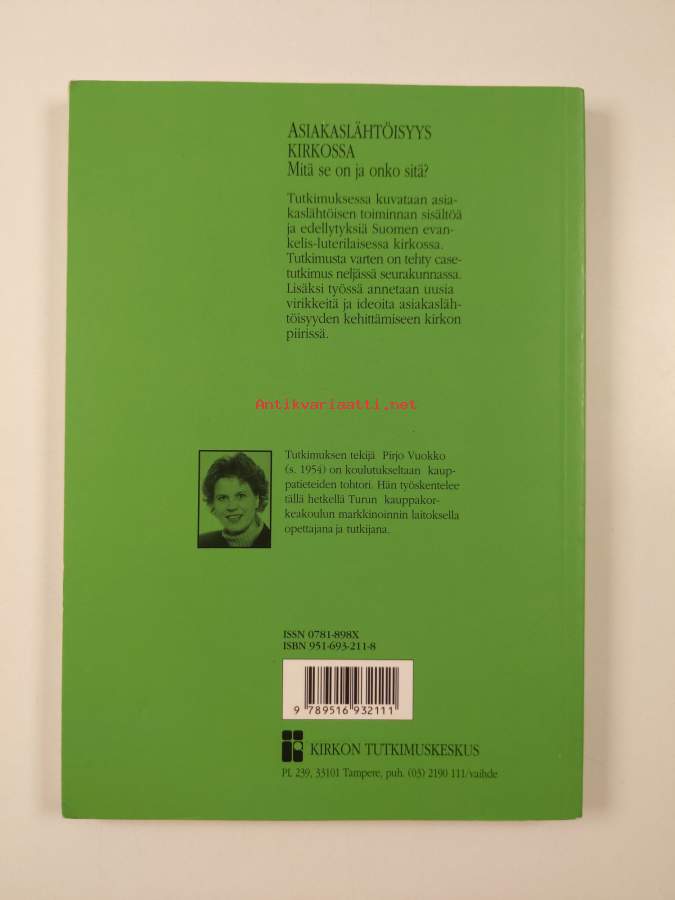 ASIAKASLÄHTÖISYYS
KIRKOSSA
Mitä se on ja onko sitä?
Tutkimuksessa kuvataan asia-
kaslähtöisen toiminnan sisältöä
ja edellytyksiä Suomen evan-
kelis-luterilaisessa kirkossa.
Tutkimusta varten on tehty case-
tutkimus neljässä seurakunnassa.
Lisäksi työssä annetaan uusia
virikkeitä ja ideoita asiakasläh-
töisyyden kehittämiseen kirkon
piirissä.
Antikvariaatti.net
Tutkimuksen tekijä Pirjo Vuokko
(s. 1954) on koulutukseltaan kaup-
patieteiden tohtori. Hän työskentelee
tällä hetkellä Turun kauppakor-
keakoulun markkinoinnin laitoksella
opettajana ja tutkijana.
ISSN 0781-898X
ISBN 951-693-211-8
9 789516 932111
KIRKON TUTKIMUSKESKUS
PL 239, 33101 Tampere, puh. (03) 2190 111/vaihde